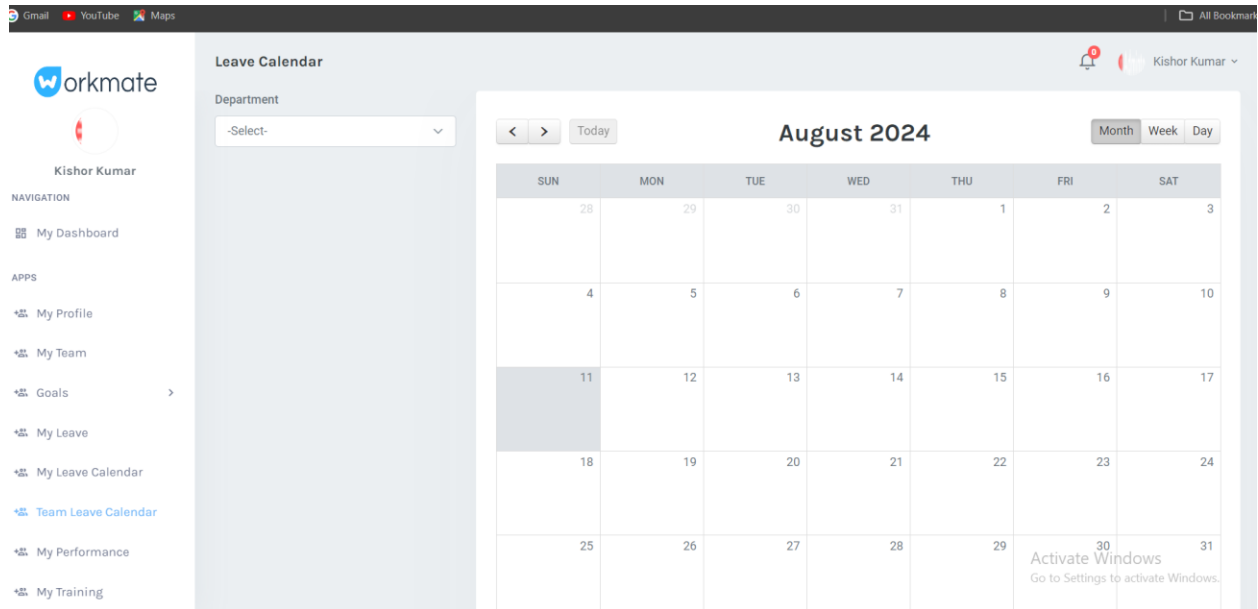 Gmail YouTube Maps All Bookmark
workmate
Kishor Kumar
NAVIGATION
My Dashboard
APPS
My Profile
My Team
Goals
My Leave
My Leave Calendar
Team Leave Calendar
My Performance
My Training
Leave Calendar
0
Kishor Kumar
Department
-Select-
Today
August 2024
Month Week Day
SUN MON TUE WED THU FRI SAT
28 29 30 31 1 2 3
4 5 6 7 8 9 10
11 12 13 14 15 16 17
18 19 20 21 22 23 24
25 26 27 28 29 30 31
Activate Windows
Go to Settings to activate Windows.